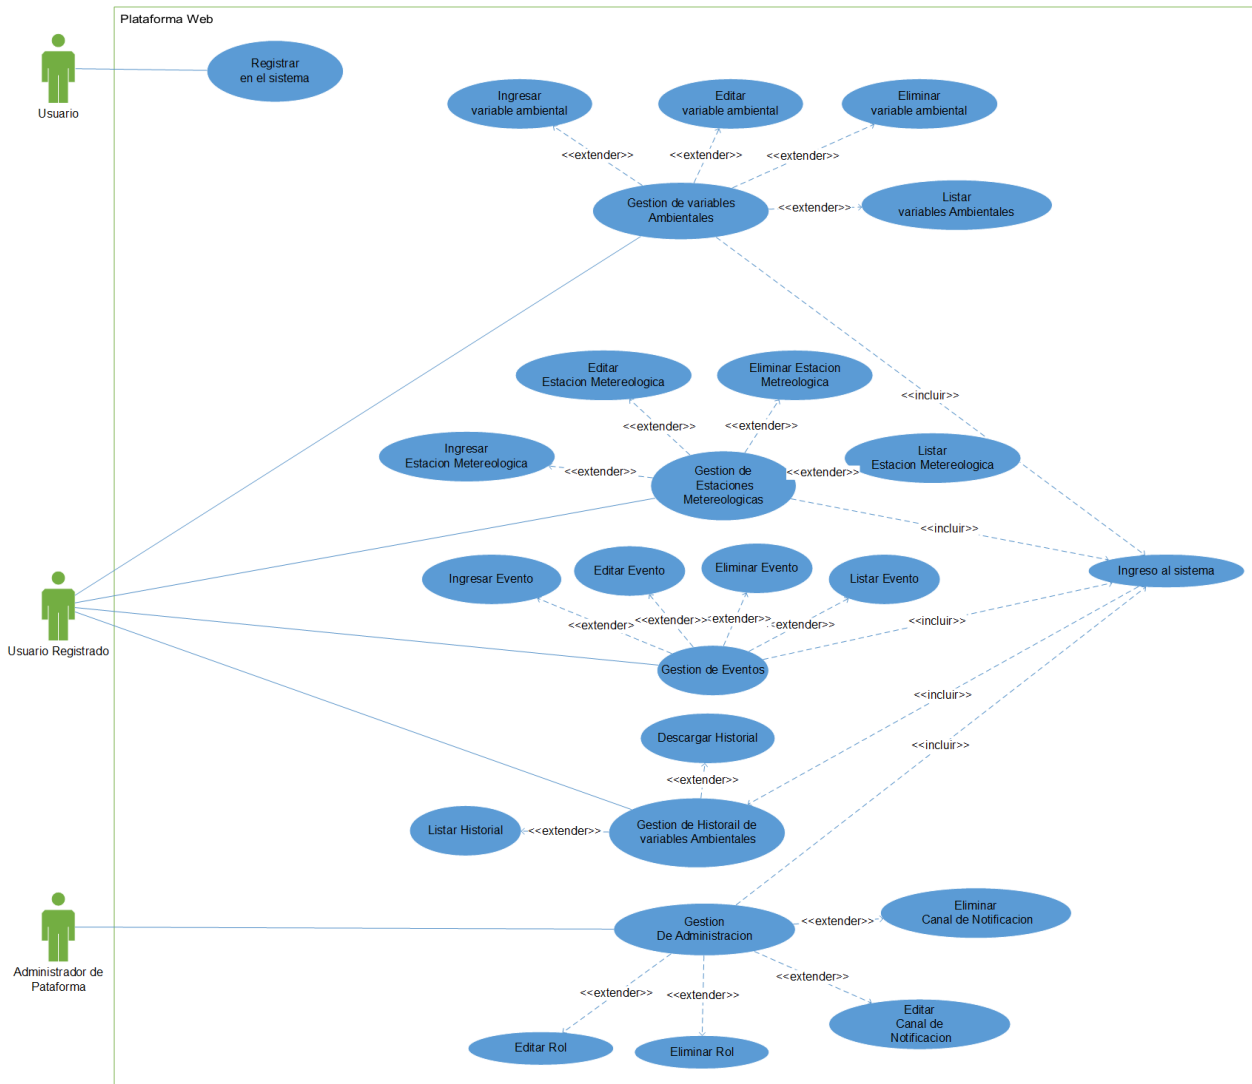 Plataforma Web
Usuario
Registrar
en el sistema
Ingresar
variable ambiental
Editar
variable ambiental
Eliminar
variable ambiental
<<extender>>
<<extender>>
<<extender>>
Gestion de variables
Ambientales
<<extender>>
Listar
variables Ambientales
Editar
Estacion Metereologica
Eliminar Estacion
Metreologica
<<incluir>>
<<extender>>
<<extender>>
Ingresar
Estacion Metereologica
<<extender>>
Gestion de
Estaciones
Metereologicas
<<extender>>
Listar
Estacion Metereologica
<<incluir>>
Ingresar Evento
Editar Evento
Eliminar Evento
Listar Evento
Ingreso al sistema
<<extender>
<<extender>>
<extender>>
<extender>>
<<incluir>>
Usuario Registrado
Gestion de Eventos
<<incluir>>
Descargar Historial
<<incluir>>
<<extender>>
Listar Historial
<<extender>>
Gestion de Historail de
variables Ambientales
Eliminar
Canal de Notificacion
<<extender>>
Gestion
De Administracion
Administrador de
Pataforma
<<extender>>
<<extender>>
<<extender>>
Editar
Canal de
Notificacion
Editar Rol
Eliminar Rol